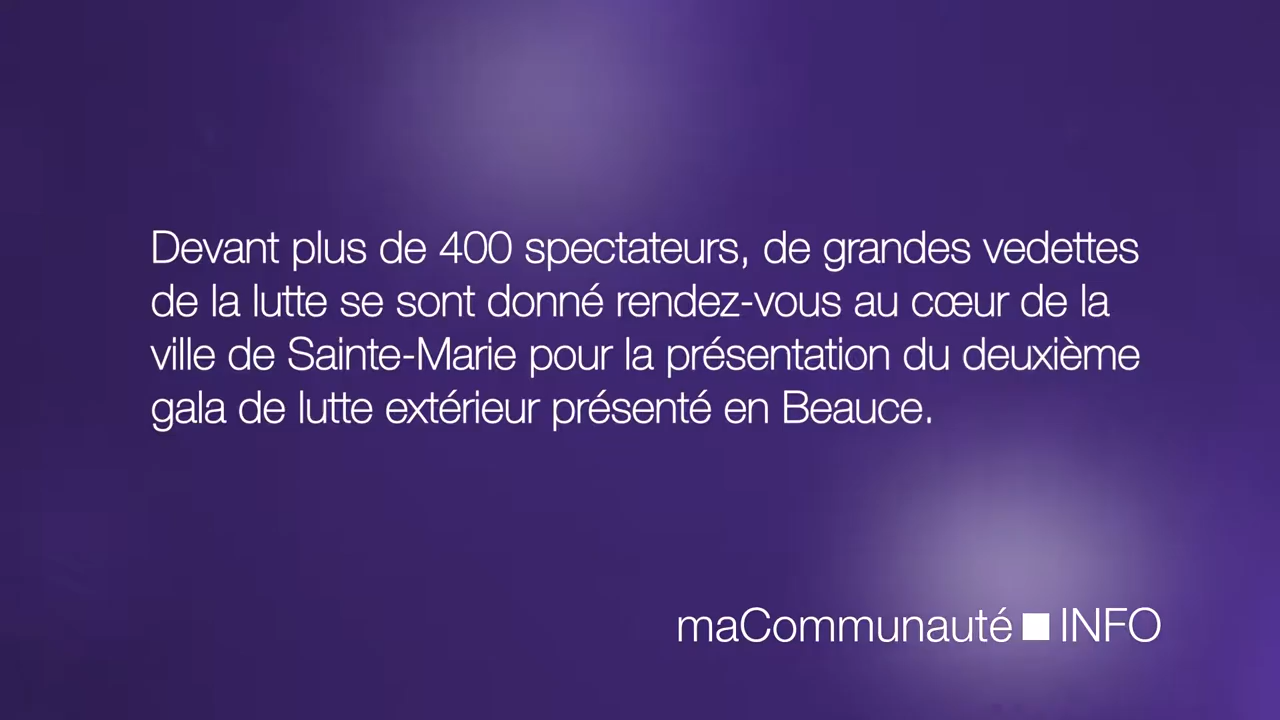 Devant plus de 400 spectateurs, de grandes vedettes
de la lutte se sont donné rendez-vous au cœur de la
ville de Sainte-Marie pour la présentation du deuxième
gala de lutte extérieur présenté en Beauce.
maCommunauté■INFO